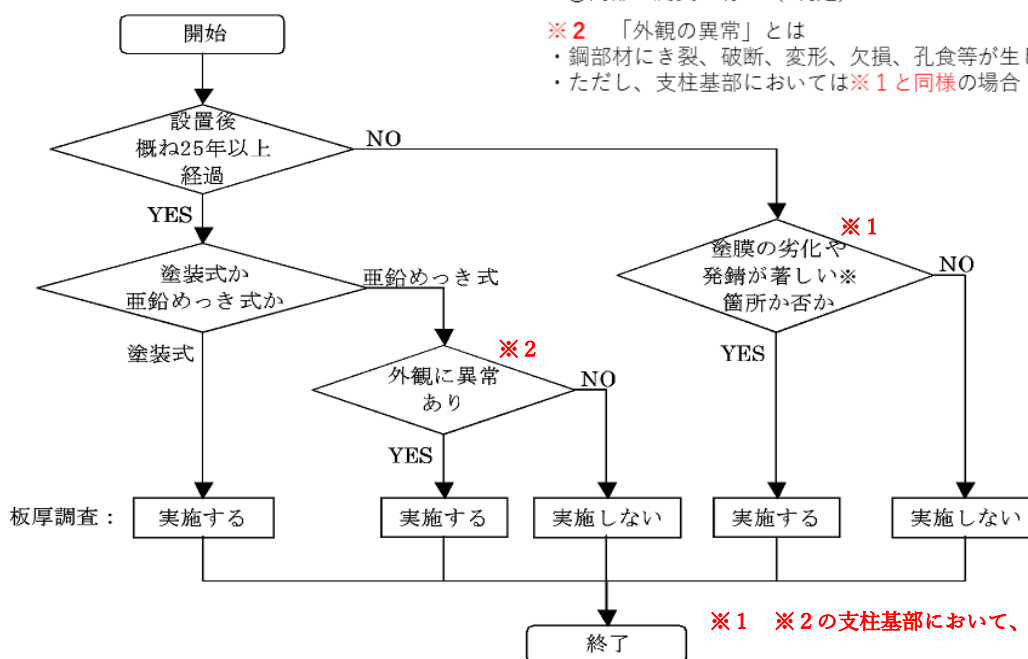 開始
※２　「外観の異常」とは
・鋼部材にき裂、破断、変形、欠損、孔食等が生じ
・ただし、支柱基部においては※１と同様の場合
設置後
概ね25年以上
経過
NO
YES
※１
塗膜の劣化や
発錆が著しい※
箇所か否か
NO
YES
塗装式か
亜鉛めっき式か
亜鉛めっき式
塗装式
※２
外観に異常
あり
NO
YES
板厚調査：
実施する
実施する
実施しない
実施する
実施しない
※１　※２の支柱基部において、
終了